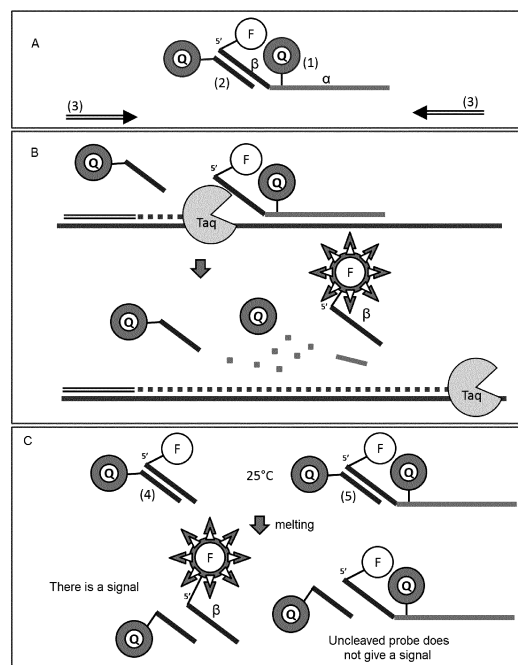 A
Q
5'
F
β
Q
(1)
(2)
α
(3)
(3)
B
Q
5'
F
Q
Taq
F
5'
β
Q
Q
Taq
C
Q
5'
F
(4)
25°C
Q
5'
F
Q
(5)
melting
F
There is a signal
5'
β
Q
Q
5'
F
Q
Uncleaved probe does
not give a signal